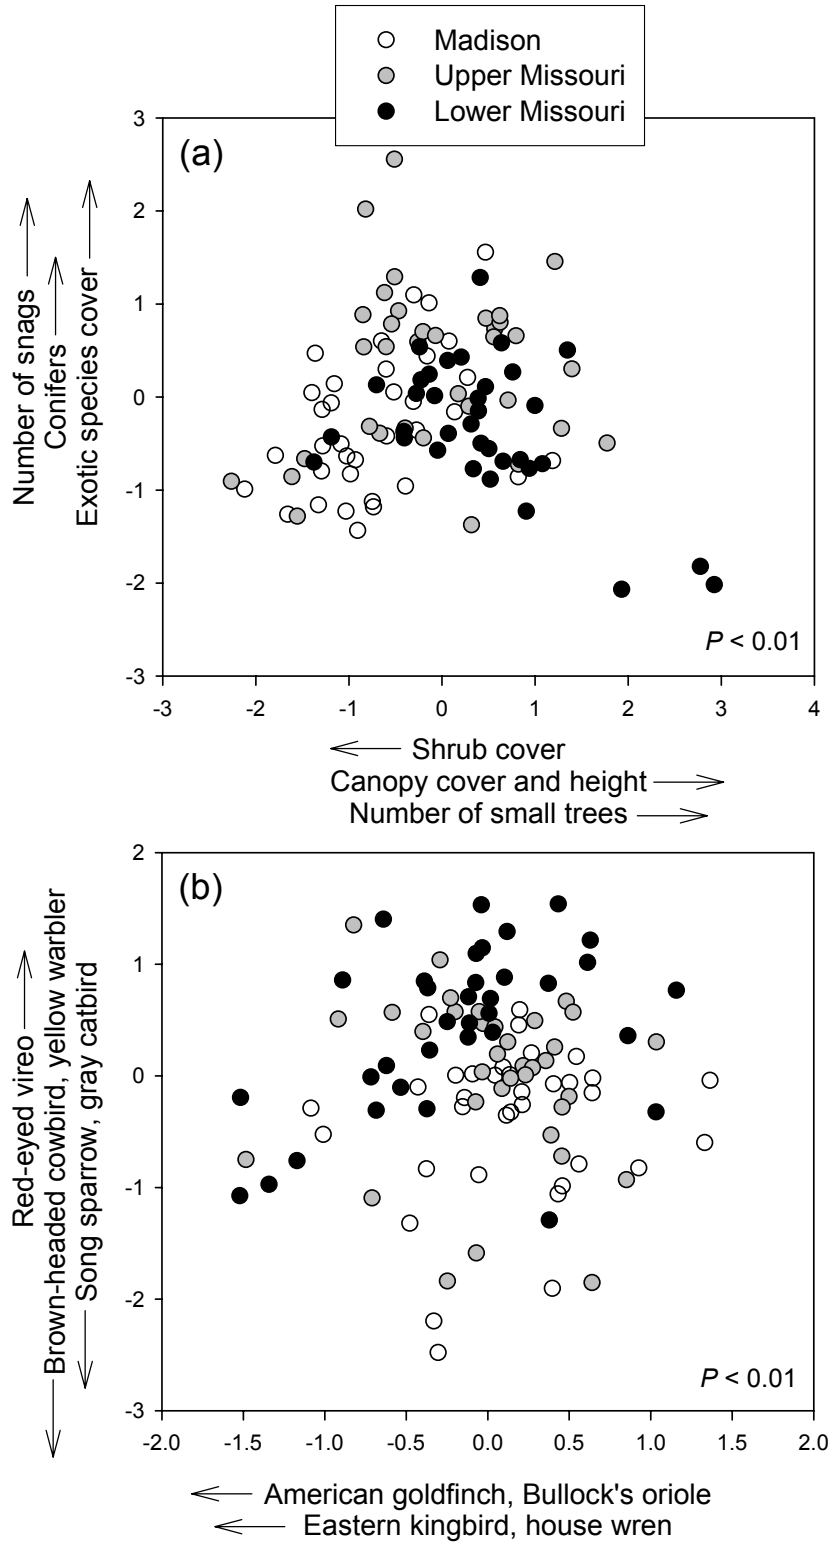 Madison
Upper Missouri
Lower Missouri
(a)
3
2
1
0
-1
-2
-3
Number of snags
Conifers
Exotic species cover
P < 0.01
-3 -2 -1 0 1 2 3 4
Shrub cover
Canopy cover and height
Number of small trees
(b)
2
1
0
-1
-2
-3
Red-eyed vireo
Brown-headed cowbird, yellow warbler
Song sparrow, gray catbird
P < 0.01
-2.0 -1.5 -1.0 -0.5 0.0 0.5 1.0 1.5 2.0
American goldfinch, Bullock's oriole
Eastern kingbird, house wren